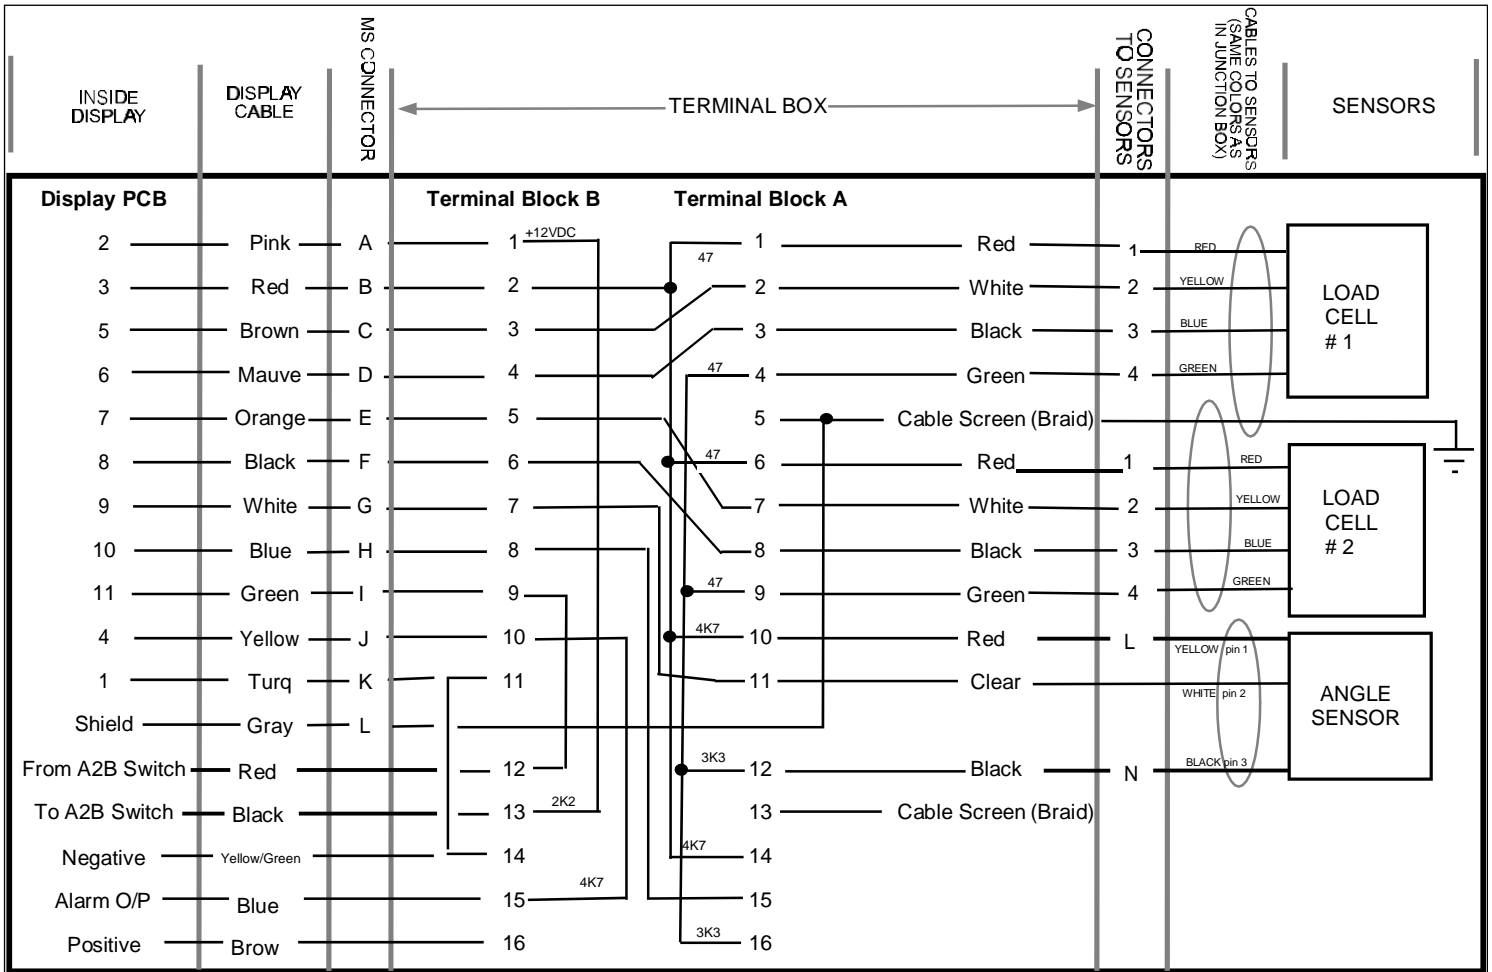 INSIDE
DISPLAY
DISPLAY
CABLE
MS CONNECTOR
TERMINAL BOX
CONNECTORS
TO SENSORS
CABLES TO SENSORS
(SAME COLORS AS
IN JUNCTION BOX)
SENSORS
Display PCB
Terminal Block B
Terminal Block A
2 Pink A 1 +12VDC 47 1 Red 1 RED
3 Red B 2 2 White 2 YELLOW
5 Brown C 3 3 Black 3 BLUE
6 Mauve D 4 47 4 Green 4 GREEN
LOAD
CELL
# 1
7 Orange E 5 5 Cable Screen (Braid)
8 Black F 6 47 6 Red 1 RED
9 White G 7 7 White 2 YELLOW
10 Blue H 8 8 Black 3 BLUE
11 Green I 9 47 9 Green 4 GREEN
LOAD
CELL
# 2
4 Yellow J 10 4K7 10 Red L YELLOW pin 1
1 Turq K 11 11 Clear WHITE pin 2
Shield Gray L
From A2B Switch Red 12 3K3 12 Black N BLACK pin 3
ANGLE
SENSOR
To A2B Switch Black 13 2K2 13 Cable Screen (Braid)
Negative Yellow/Green 14 4K7 14
Alarm O/P Blue 15 4K7 15
Positive Brow 16 3K3 16